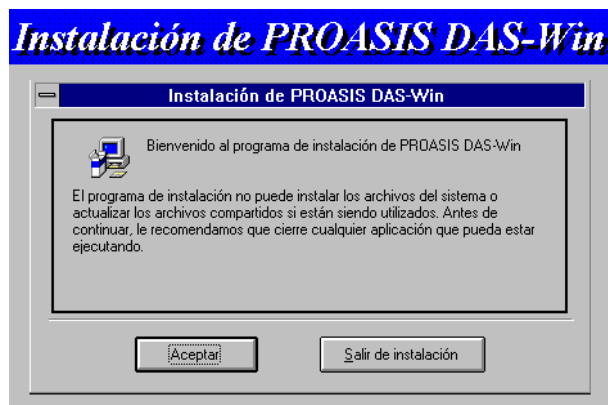 Instalación de PROASIS DAS-Win
Instalación de PROASIS DAS-Win
Bienvenido al programa de instalación de PROASIS DAS-Win
El programa de instalación no puede instalar los archivos del sistema o
actualizar los archivos compartidos si están siendo utilizados. Antes de
continuar, le recomendamos que cierre cualquier aplicación que pueda estar
ejecutando.
Aceptar
Salir de instalación